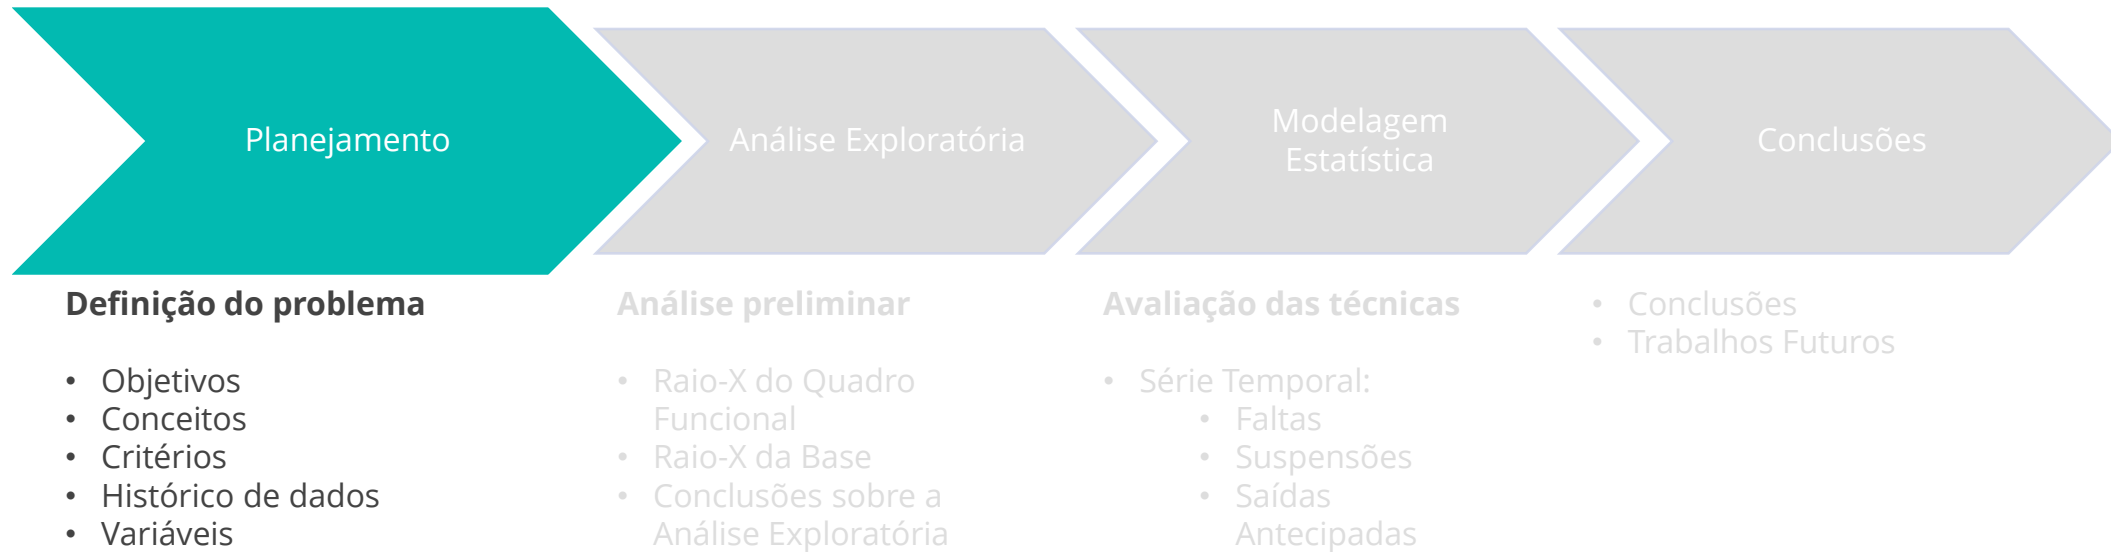 Planejamento
Análise Exploratória
Modelagem
Estatística
Conclusões
Definição do problema
• Objetivos
• Conceitos
• Critérios
• Histórico de dados
• Variáveis
Análise preliminar
• Raio-X do Quadro
Funcional
• Raio-X da Base
• Conclusões sobre a
Análise Exploratória
Avaliação das técnicas
• Série Temporal:
• Faltas
• Suspensões
• Saídas
Antecipadas
• Conclusões
• Trabalhos Futuros